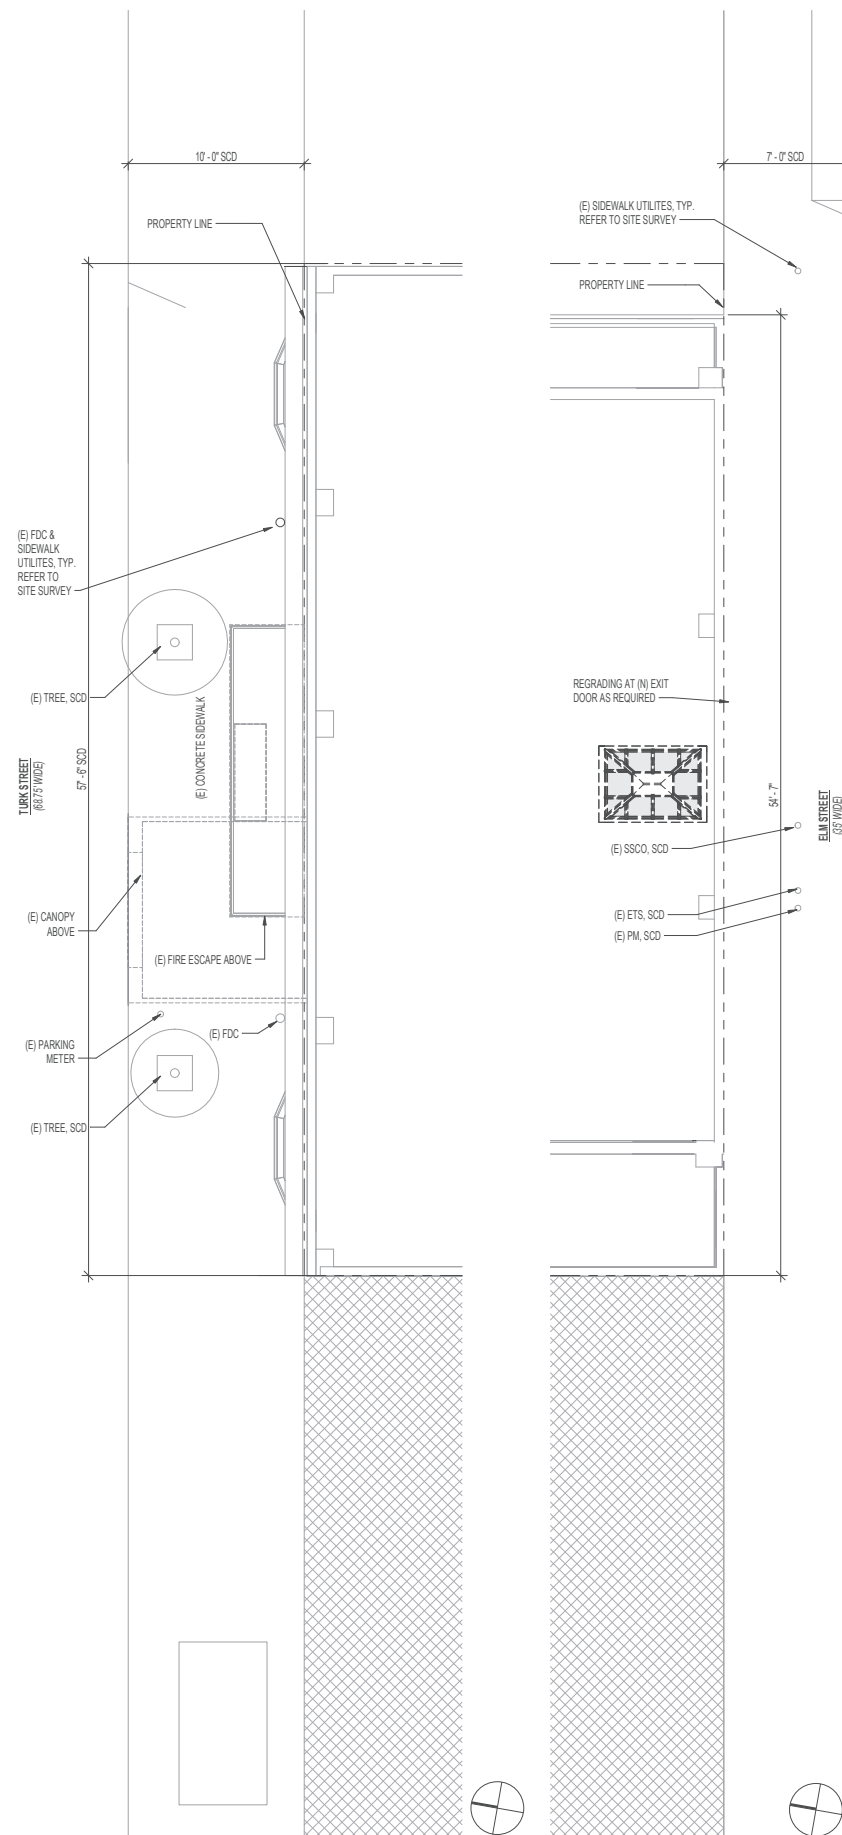 10' - 0" SCD
7' - 0" SCD
(E) SIDEWALK UTILITES, TYP.
REFER TO SITE SURVEY
PROPERTY LINE
PROPERTY LINE
(E) FDC &
SIDEWALK
UTILITES, TYP.
REFER TO
SITE SURVEY
(E) TREE, SCD
(E) CONCRETE SIDEWALK
REGRADING AT (N) EXIT
DOOR AS REQUIRED
TURK STREET
(68.75' WIDE)
57' - 6" SCD
54' - 7"
ELM STREET
(35' WIDE)
(E) SSCO, SCD
(E) CANOPY
ABOVE
(E) ETS, SCD
(E) PM, SCD
(E) FIRE ESCAPE ABOVE
(E) FDC
(E) PARKING
METER
(E) TREE, SCD